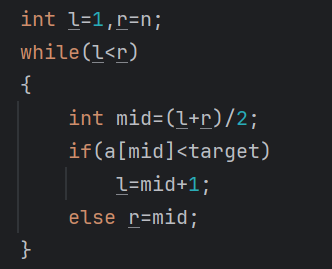 int l=1,r=n;
while(l<r)
{
    int mid=(l+r)/2;
    if(a[mid]<target)
        l=mid+1;
    else r=mid;
}